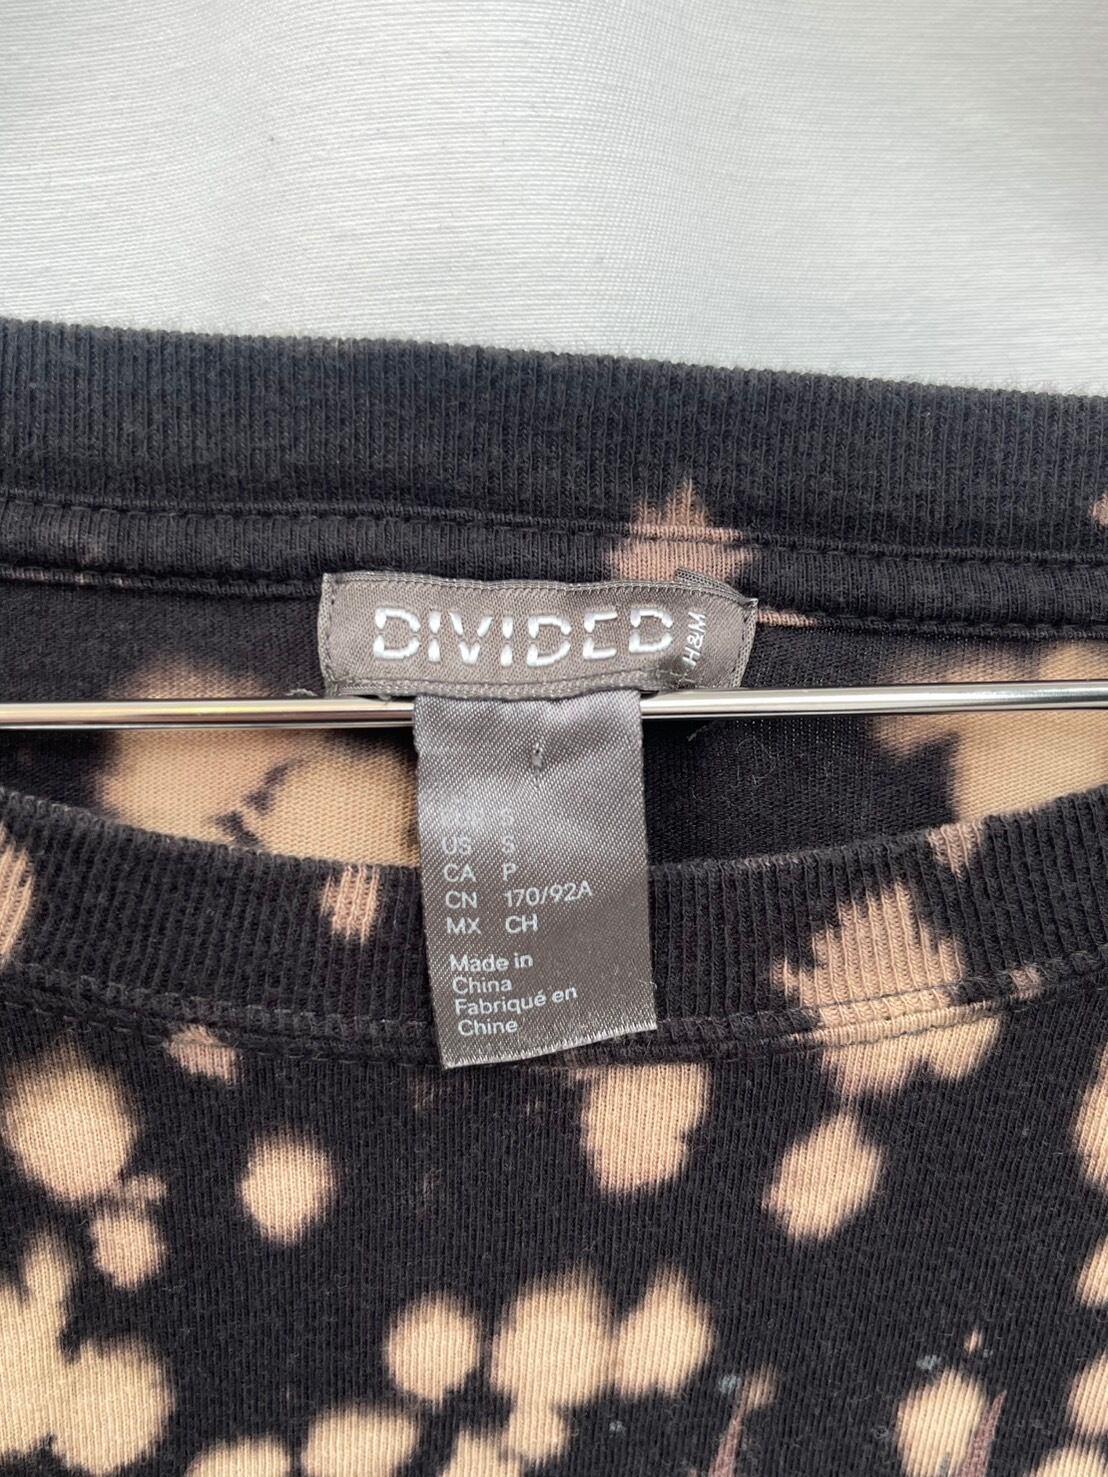 DIVIDED
H&M
S
US S
CA P
CN 170/92A
MX CH
Made in
China
Fabriqué en
Chine